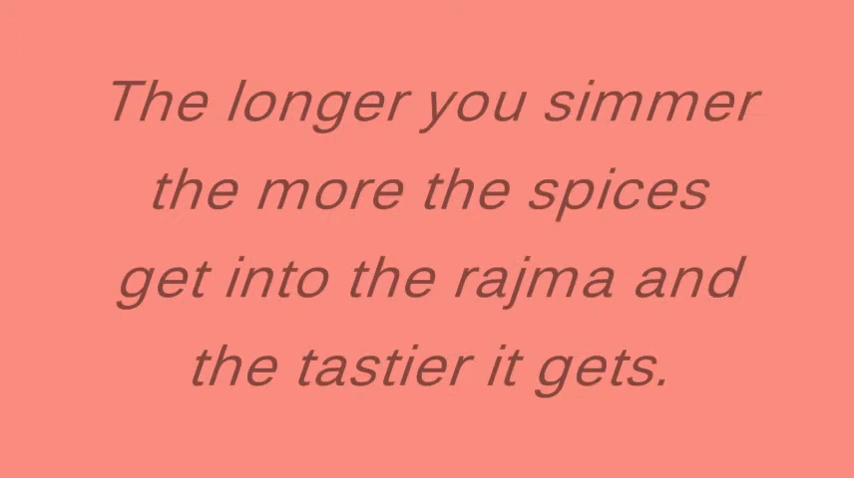 The longer you simmer
the more the spices
get into the rajma and
the tastier it gets.